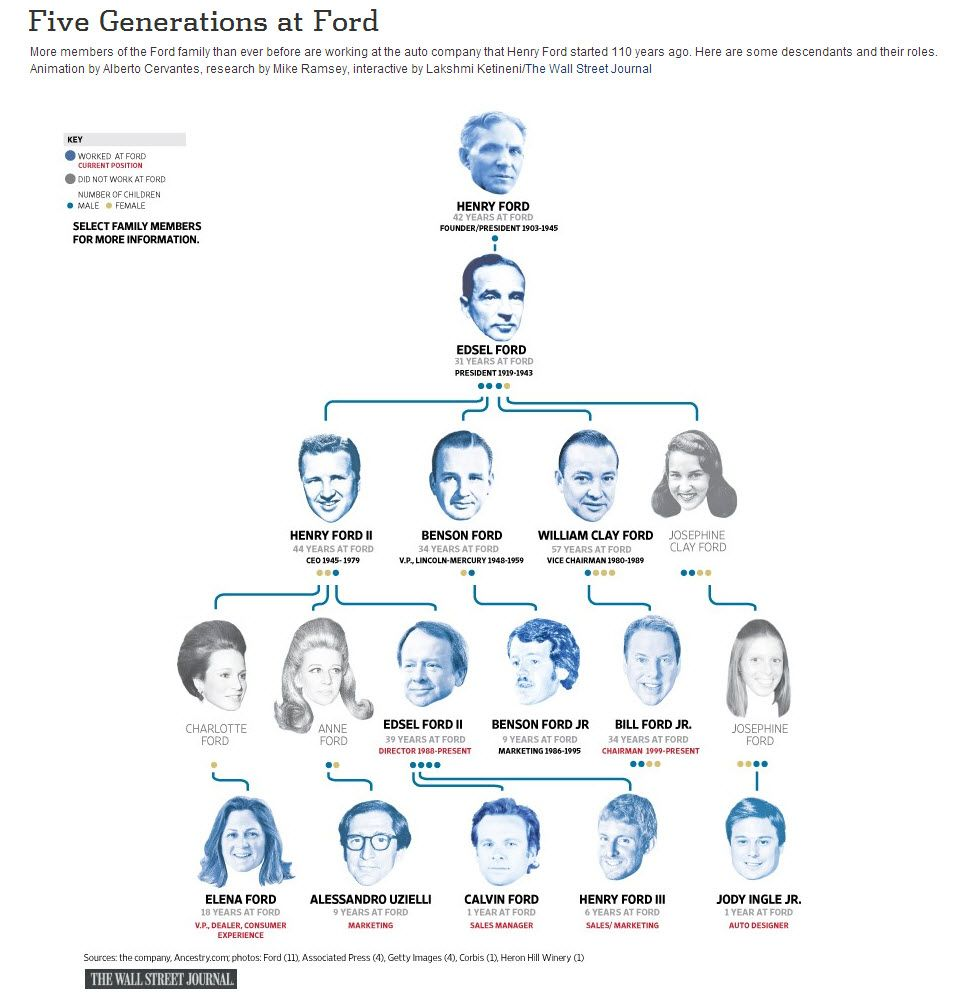 Five Generations at Ford
More members of the Ford family than ever before are working at the auto company that Henry Ford started 110 years ago. Here are some descendants and their roles.
Animation by Alberto Cervantes, research by Mike Ramsey, interactive by Lakshmi Ketineni/The Wall Street Journal
KEY
WORKED AT FORD
CURRENT POSITION
DID NOT WORK AT FORD
NUMBER OF CHILDREN
MALE FEMALE
SELECT FAMILY MEMBERS
FOR MORE INFORMATION.
HENRY FORD
42 YEARS AT FORD
FOUNDER/PRESIDENT 1903-1945
EDSEL FORD
31 YEARS AT FORD
PRESIDENT 1919-1943
HENRY FORD II
44 YEARS AT FORD
CEO 1945- 1979
BENSON FORD
34 YEARS AT FORD
V.P., LINCOLN-MERCURY 1948-1959
WILLIAM CLAY FORD
57 YEARS AT FORD
VICE CHAIRMAN 1980-1989
JOSEPHINE
CLAY FORD
CHARLOTTE
FORD
ANNE
FORD
EDSEL FORD II
39 YEARS AT FORD
DIRECTOR 1988-PRESENT
BENSON FORD JR
9 YEARS AT FORD
MARKETING 1986-1995
BILL FORD JR.
34 YEARS AT FORD
CHAIRMAN 1999-PRESENT
JOSEPHINE
FORD
ELENA FORD
18 YEARS AT FORD
V.P., DEALER, CONSUMER
EXPERIENCE
ALESSANDRO UZIELLI
9 YEARS AT FORD
MARKETING
CALVIN FORD
1 YEAR AT FORD
SALES MANAGER
HENRY FORD III
6 YEARS AT FORD
SALES/ MARKETING
JODY INGLE JR.
1 YEAR AT FORD
AUTO DESIGNER
Sources: the company, Ancestry.com; photos: Ford (11), Associated Press (4), Getty Images (4), Corbis (1), Heron Hill Winery (1)
THE WALL STREET JOURNAL.